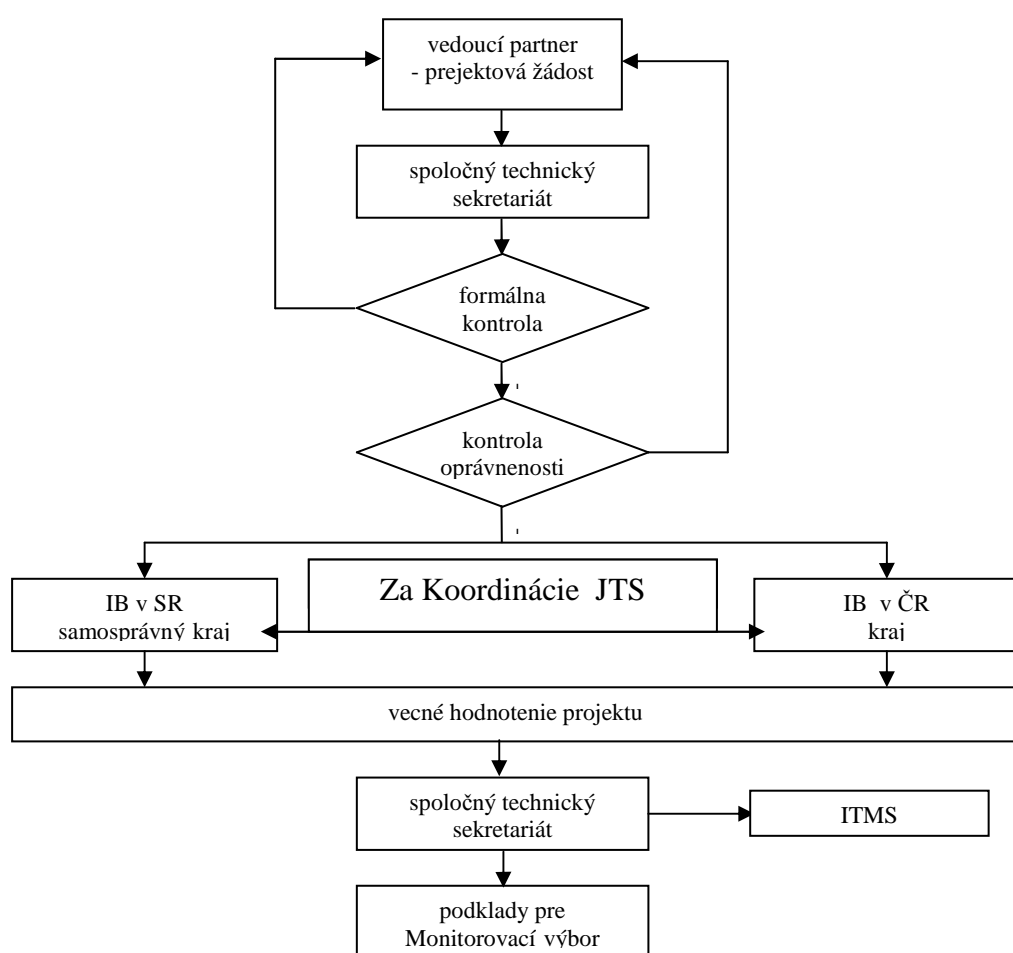 vedoucí partner
- prejektová žádost
spoločný technický
sekretariát
formálna
kontrola
kontrola
oprávnenosti
Za Koordinácie JTS
IB v SR
samosprávný kraj
IB v ČR
kraj
vecné hodnotenie projektu
spoločný technický
sekretariát
ITMS
podklady pre
Monitorovací výbor